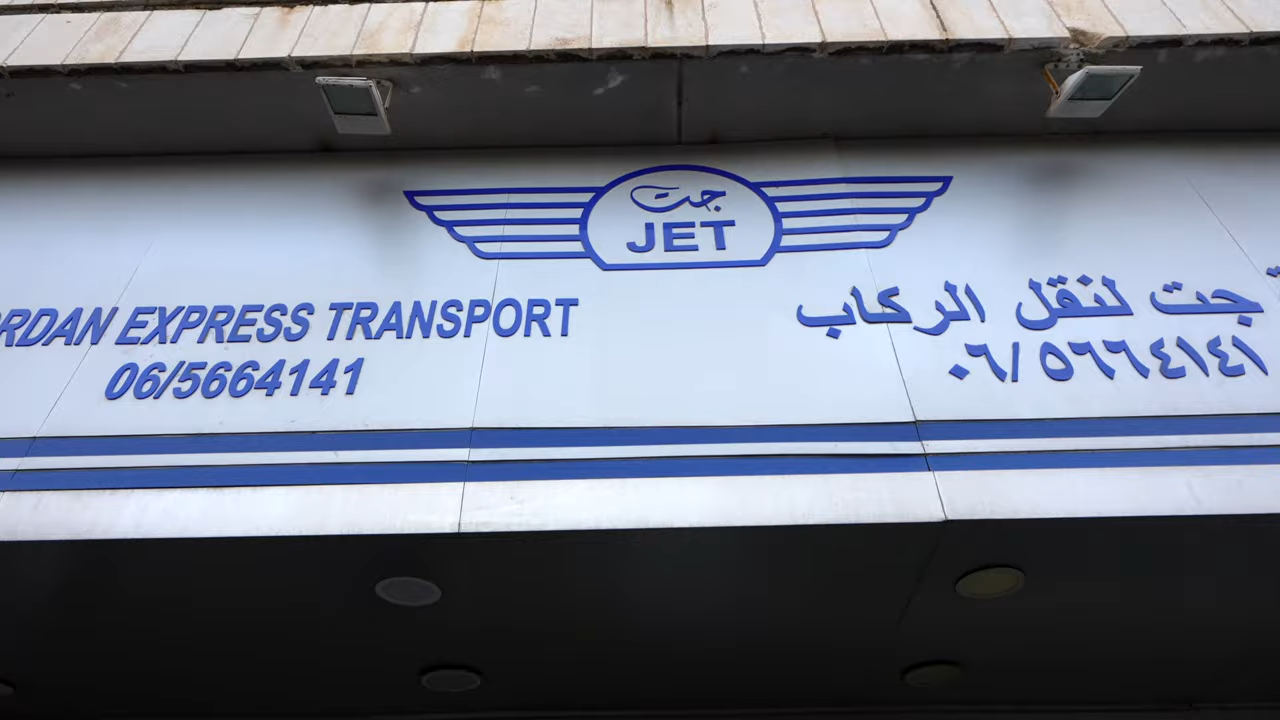 جت
JET
RDAN EXPRESS TRANSPORT
06/5664141
جت لنقل الركاب
٠٦/٥٦٦٤١٤١